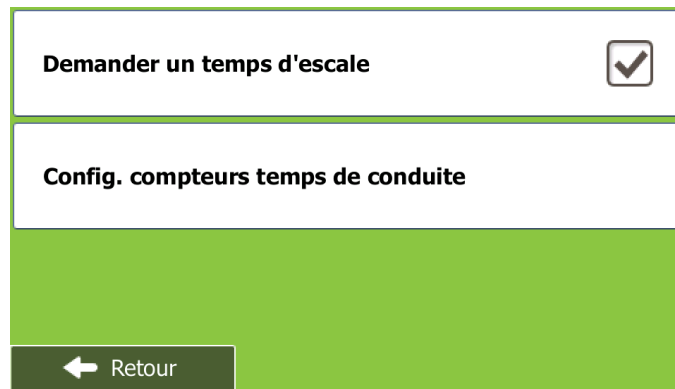 Demander un temps d'escale
Config. compteurs temps de conduite
Retour